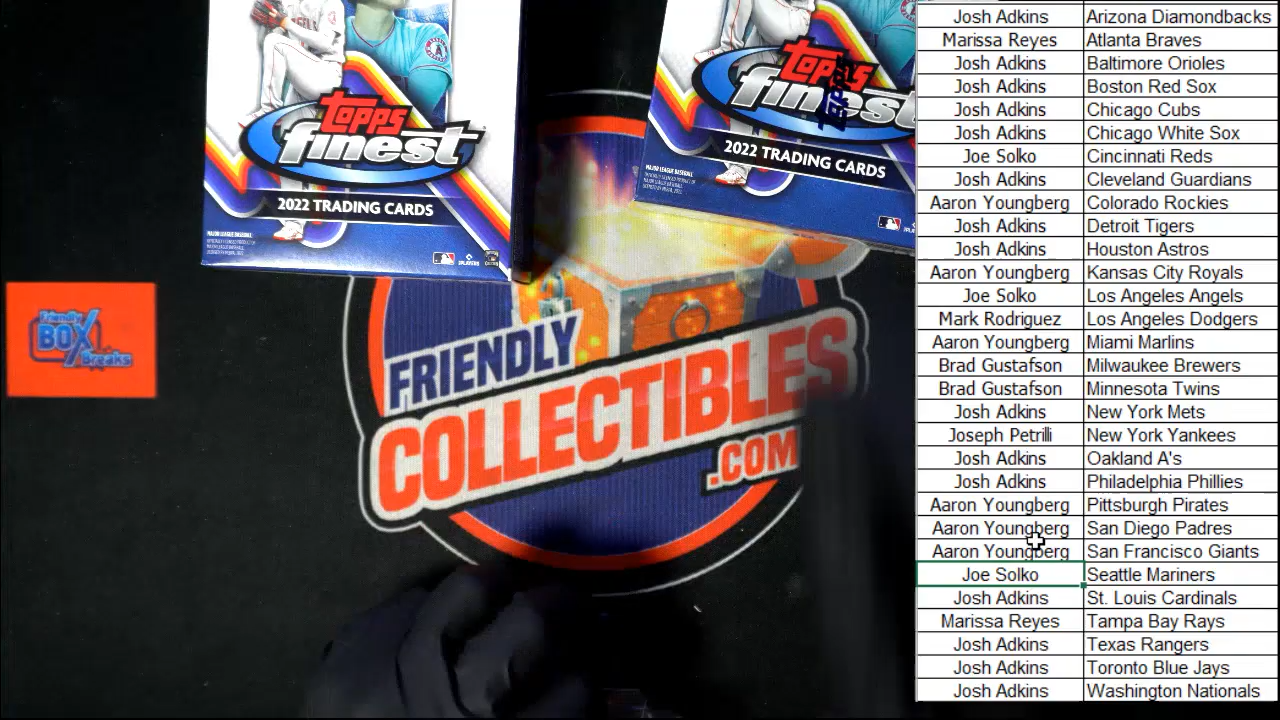 ANGELS
TOPPS
finest
2022 TRADING CARDS
MAJOR LEAGUE BASEBALL
TOPPS
finest
2022 TRADING CARDS
MAJOR LEAGUE BASEBALL
Friendly
BOX
Breaks
FRIENDLY
COLLECTIBLES
.COM
Josh Adkins Arizona Diamondbacks
Marissa Reyes Atlanta Braves
Josh Adkins Baltimore Orioles
Josh Adkins Boston Red Sox
Josh Adkins Chicago Cubs
Josh Adkins Chicago White Sox
Joe Solko Cincinnati Reds
Josh Adkins Cleveland Guardians
Aaron Youngberg Colorado Rockies
Josh Adkins Detroit Tigers
Josh Adkins Houston Astros
Aaron Youngberg Kansas City Royals
Joe Solko Los Angeles Angels
Mark Rodriguez Los Angeles Dodgers
Aaron Youngberg Miami Marlins
Brad Gustafson Milwaukee Brewers
Brad Gustafson Minnesota Twins
Josh Adkins New York Mets
Joseph Petrilli New York Yankees
Josh Adkins Oakland A's
Josh Adkins Philadelphia Phillies
Aaron Youngberg Pittsburgh Pirates
Aaron Youngberg San Diego Padres
Aaron Youngberg San Francisco Giants
Joe Solko Seattle Mariners
Josh Adkins St. Louis Cardinals
Marissa Reyes Tampa Bay Rays
Josh Adkins Texas Rangers
Josh Adkins Toronto Blue Jays
Josh Adkins Washington Nationals